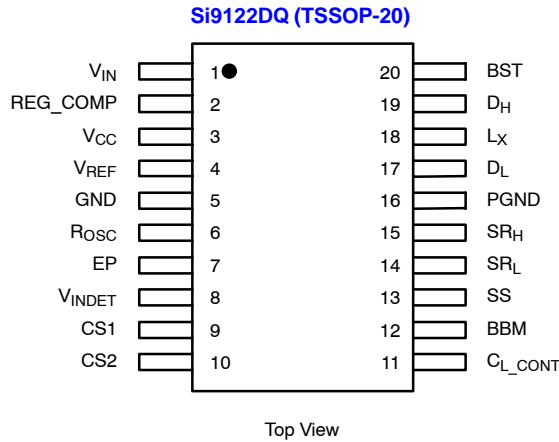 Si9122DQ (TSSOP-20)
VIN 1 20 BST
REG_COMP 2 19 DH
VCC 3 18 LX
VREF 4 17 DL
GND 5 16 PGND
ROSC 6 15 SRH
EP 7 14 SRL
VINDET 8 13 SS
CS1 9 12 BBM
CS2 10 11 CL_CONT
Top View